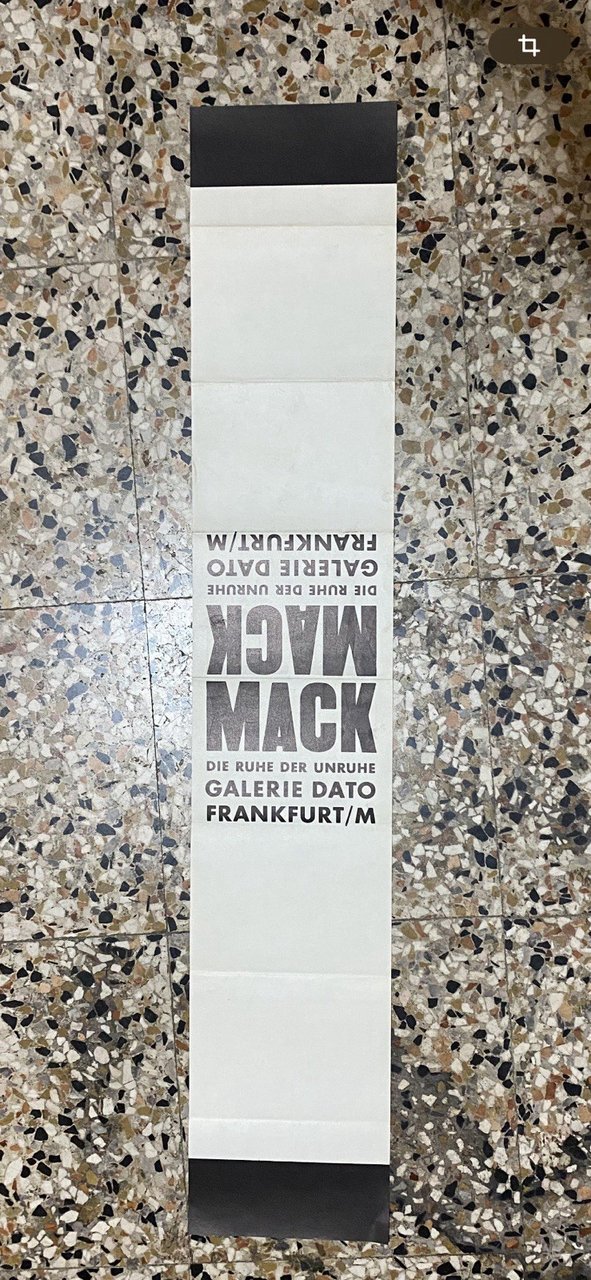 FRANKFURT/M
GALERIE DATO
DIE RUHE DER UNRUHE
MACK
MACK
DIE RUHE DER UNRUHE
GALERIE DATO
FRANKFURT/M